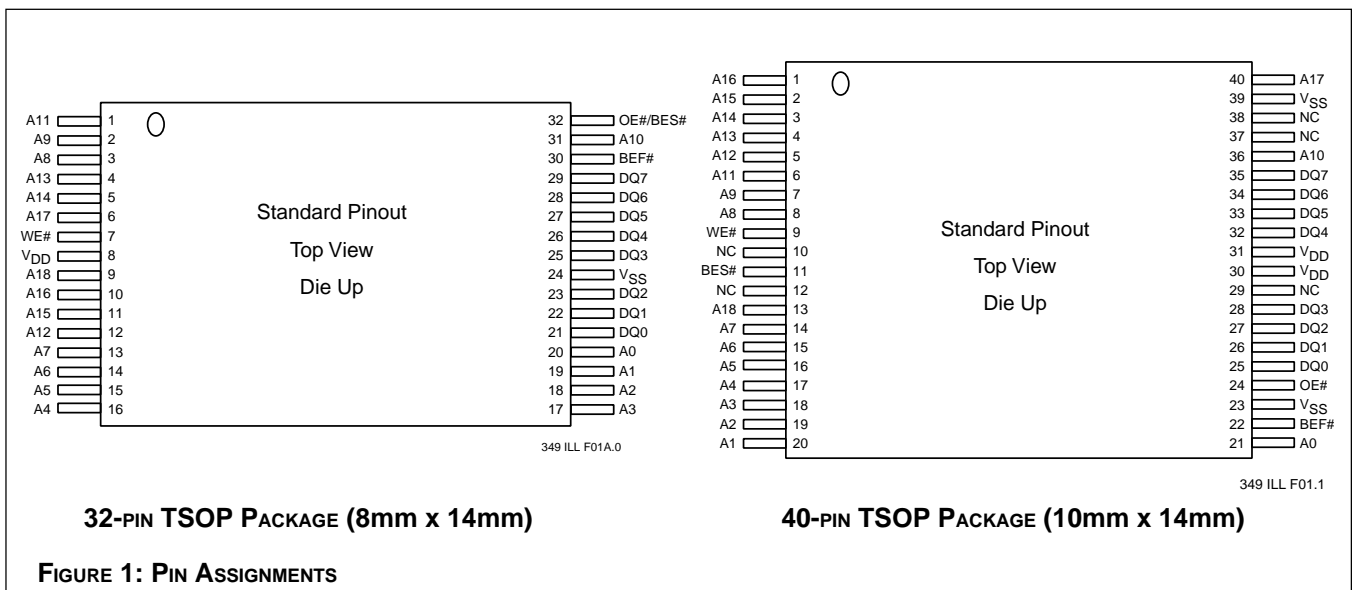 A11 1
A9 2
A8 3
A13 4
A14 5
A17 6
WE# 7
VDD 8
A18 9
A16 10
A15 11
A12 12
A7 13
A6 14
A5 15
A4 16
Standard Pinout
Top View
Die Up
32 OE#/BES#
31 A10
30 BEF#
29 DQ7
28 DQ6
27 DQ5
26 DQ4
25 DQ3
24 VSS
23 DQ2
22 DQ1
21 DQ0
20 A0
19 A1
18 A2
17 A3
349 ILL F01A.0
32-PIN TSOP PACKAGE (8mm x 14mm)
A16 1
A15 2
A14 3
A13 4
A12 5
A11 6
A9 7
A8 8
WE# 9
NC 10
BES# 11
NC 12
A18 13
A7 14
A6 15
A5 16
A4 17
A3 18
A2 19
A1 20
Standard Pinout
Top View
Die Up
40 A17
39 VSS
38 NC
37 NC
36 A10
35 DQ7
34 DQ6
33 DQ5
32 DQ4
31 VDD
30 VDD
29 NC
28 DQ3
27 DQ2
26 DQ1
25 DQ0
24 OE#
23 VSS
22 BEF#
21 A0
349 ILL F01.1
40-PIN TSOP PACKAGE (10mm x 14mm)
FIGURE 1: PIN ASSIGNMENTS